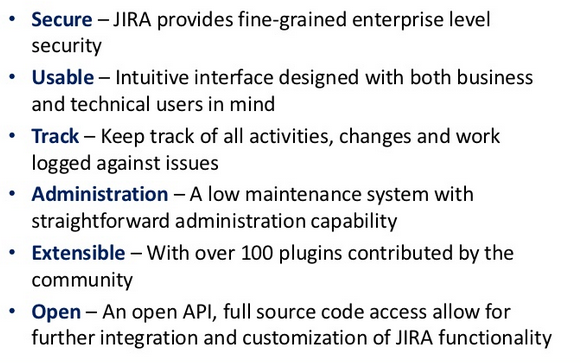 • Secure – JIRA provides fine-grained enterprise level
security
• Usable – Intuitive interface designed with both business
and technical users in mind
• Track – Keep track of all activities, changes and work
logged against issues
• Administration – A low maintenance system with
straightforward administration capability
• Extensible – With over 100 plugins contributed by the
community
• Open – An open API, full source code access allow for
further integration and customization of JIRA functionality